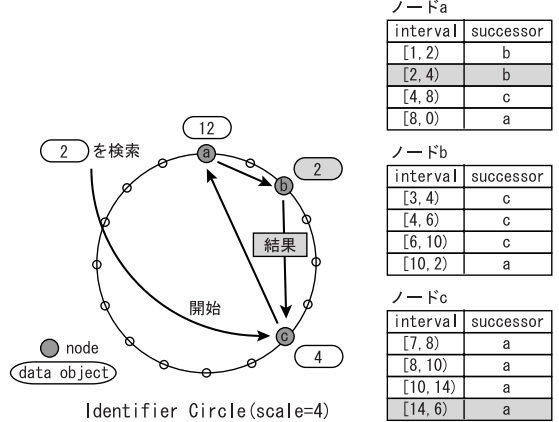 ノードa
interval successor
[1, 2) b
[2, 4) b
[4, 8) c
[8, 0) a
12
2 を検索
a
2
b
ノードb
interval successor
[3, 4) c
[4, 6) c
[6, 10) c
[10, 2) a
結果
開始
c
4
node
data object
ノードc
interval successor
[7, 8) a
[8, 10) a
[10, 14) a
[14, 6) a
Identifier Circle(scale=4)